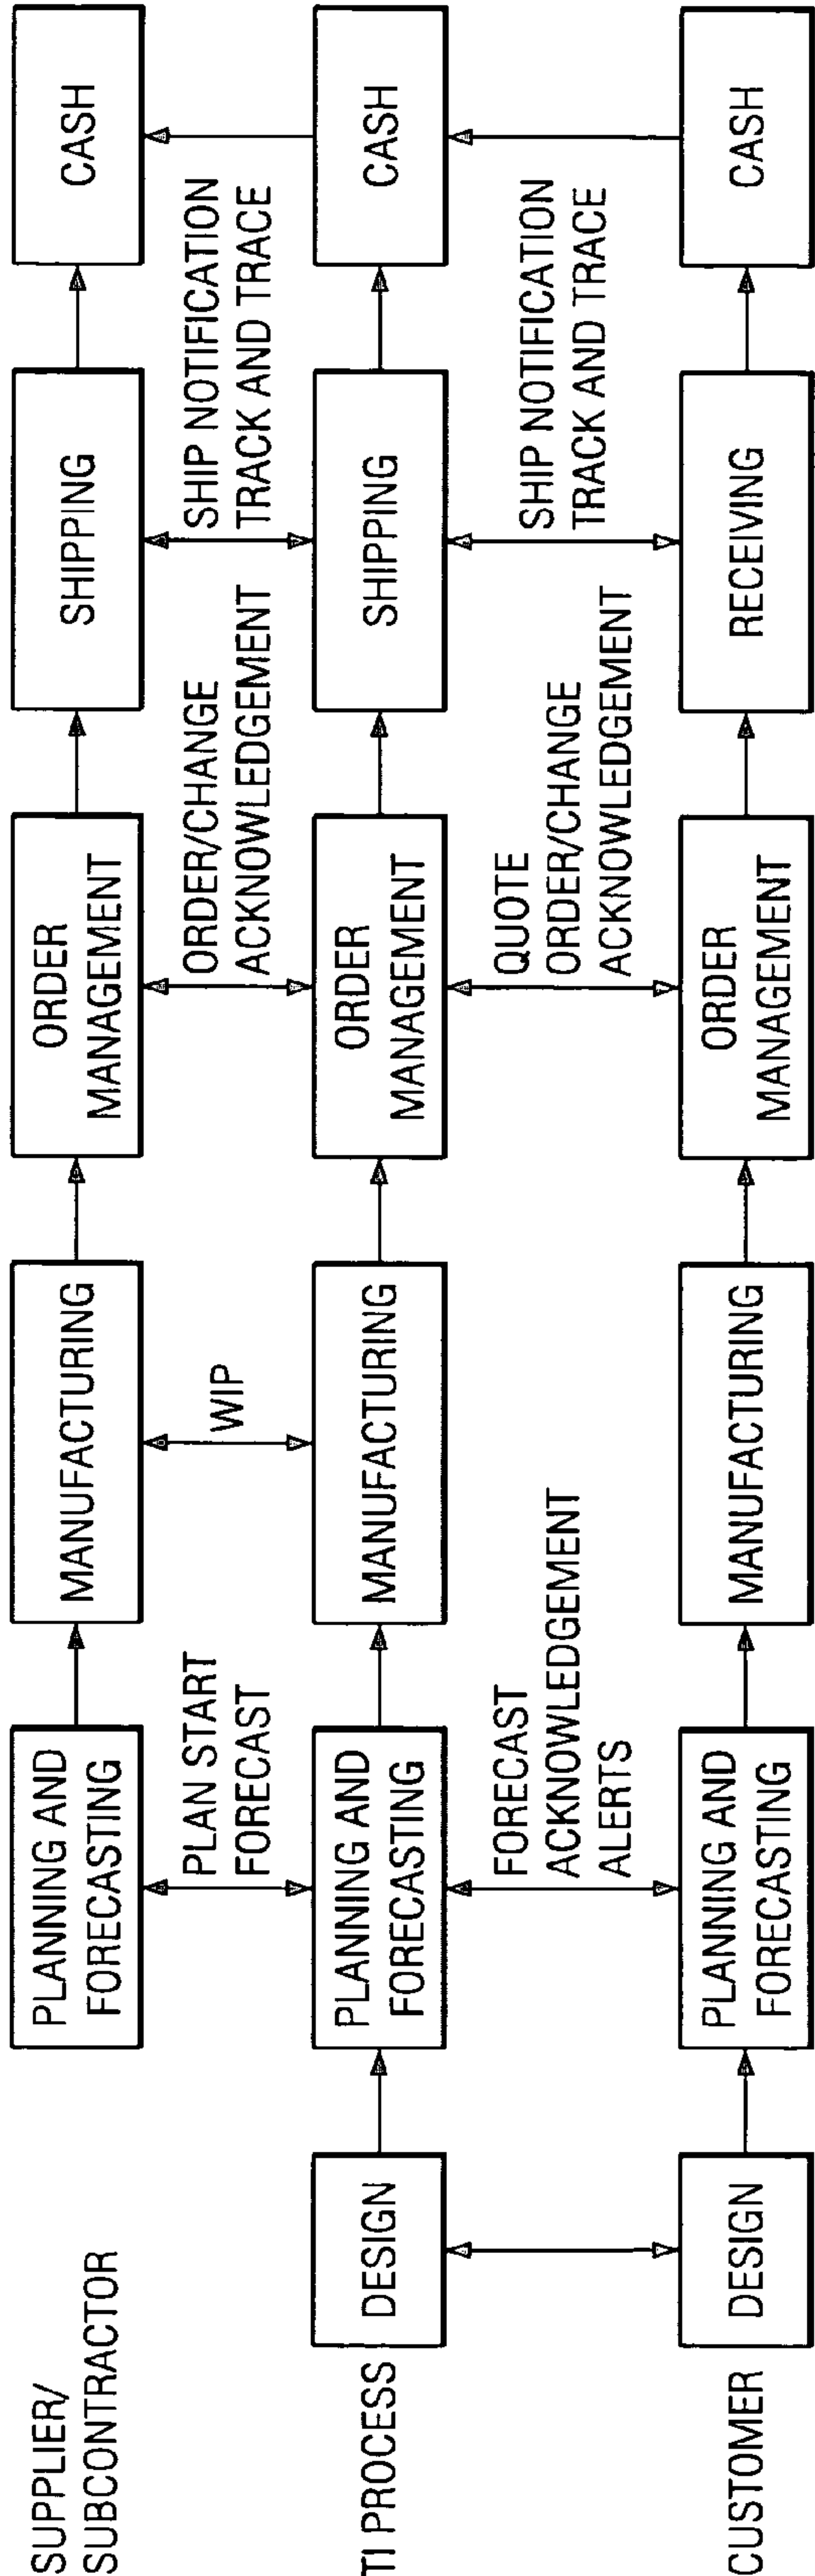 SUPPLIER/
SUBCONTRACTOR
PLANNING AND
FORECASTING
MANUFACTURING
ORDER
MANAGEMENT
SHIPPING
CASH
PLAN START
FORECAST
WIP
ORDER/CHANGE
ACKNOWLEDGEMENT
SHIP NOTIFICATION
TRACK AND TRACE
TI PROCESS
DESIGN
PLANNING AND
FORECASTING
MANUFACTURING
ORDER
MANAGEMENT
SHIPPING
CASH
FORECAST
ACKNOWLEDGEMENT
ALERTS
QUOTE
ORDER/CHANGE
ACKNOWLEDGEMENT
SHIP NOTIFICATION
TRACK AND TRACE
CUSTOMER
DESIGN
PLANNING AND
FORECASTING
MANUFACTURING
ORDER
MANAGEMENT
RECEIVING
CASH